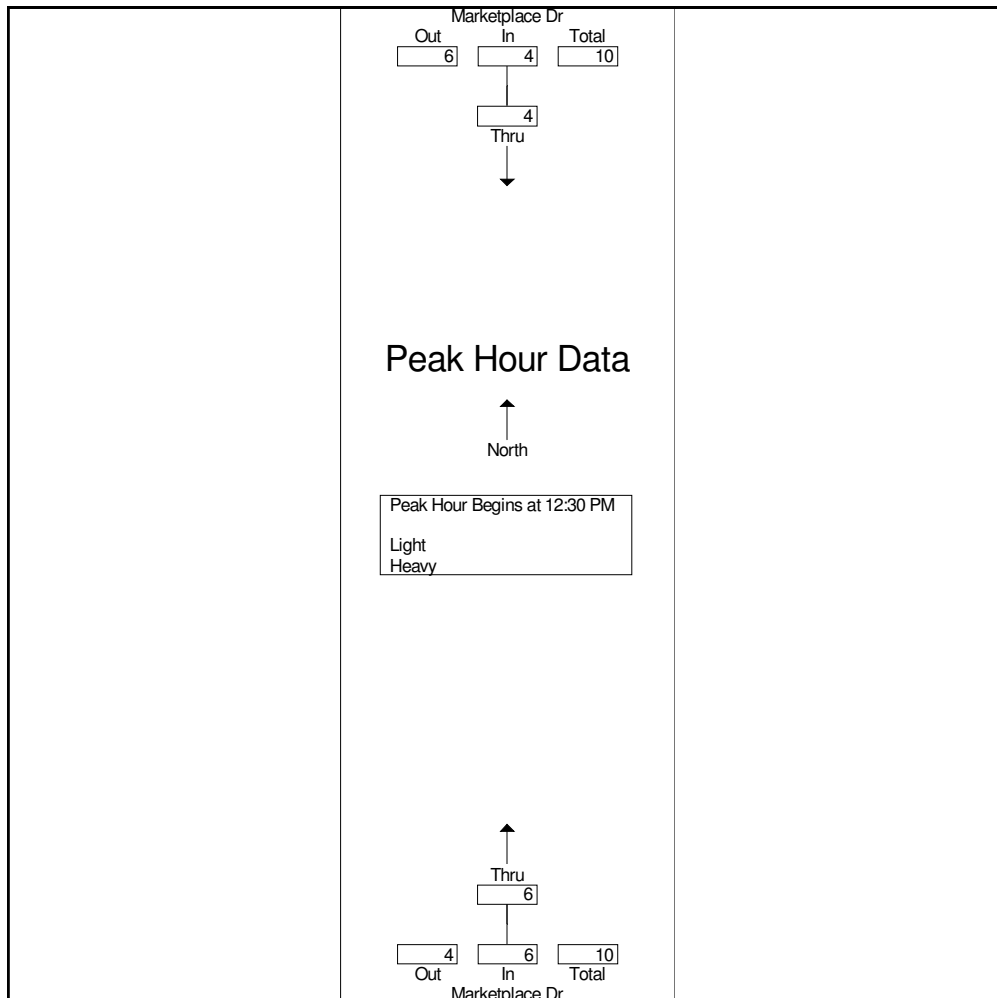 Marketplace Dr
Out In Total
6 4 10
4
Thru
Peak Hour Data
North
Peak Hour Begins at 12:30 PM
Light
Heavy
Thru
6
4 6 10
Out In Total
Marketplace Dr